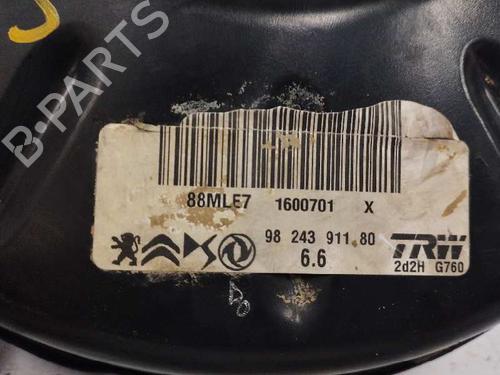 B-PARTS
88MLE7 1600701 X
98 243 911 80
6.6
TRW
2d2H G760